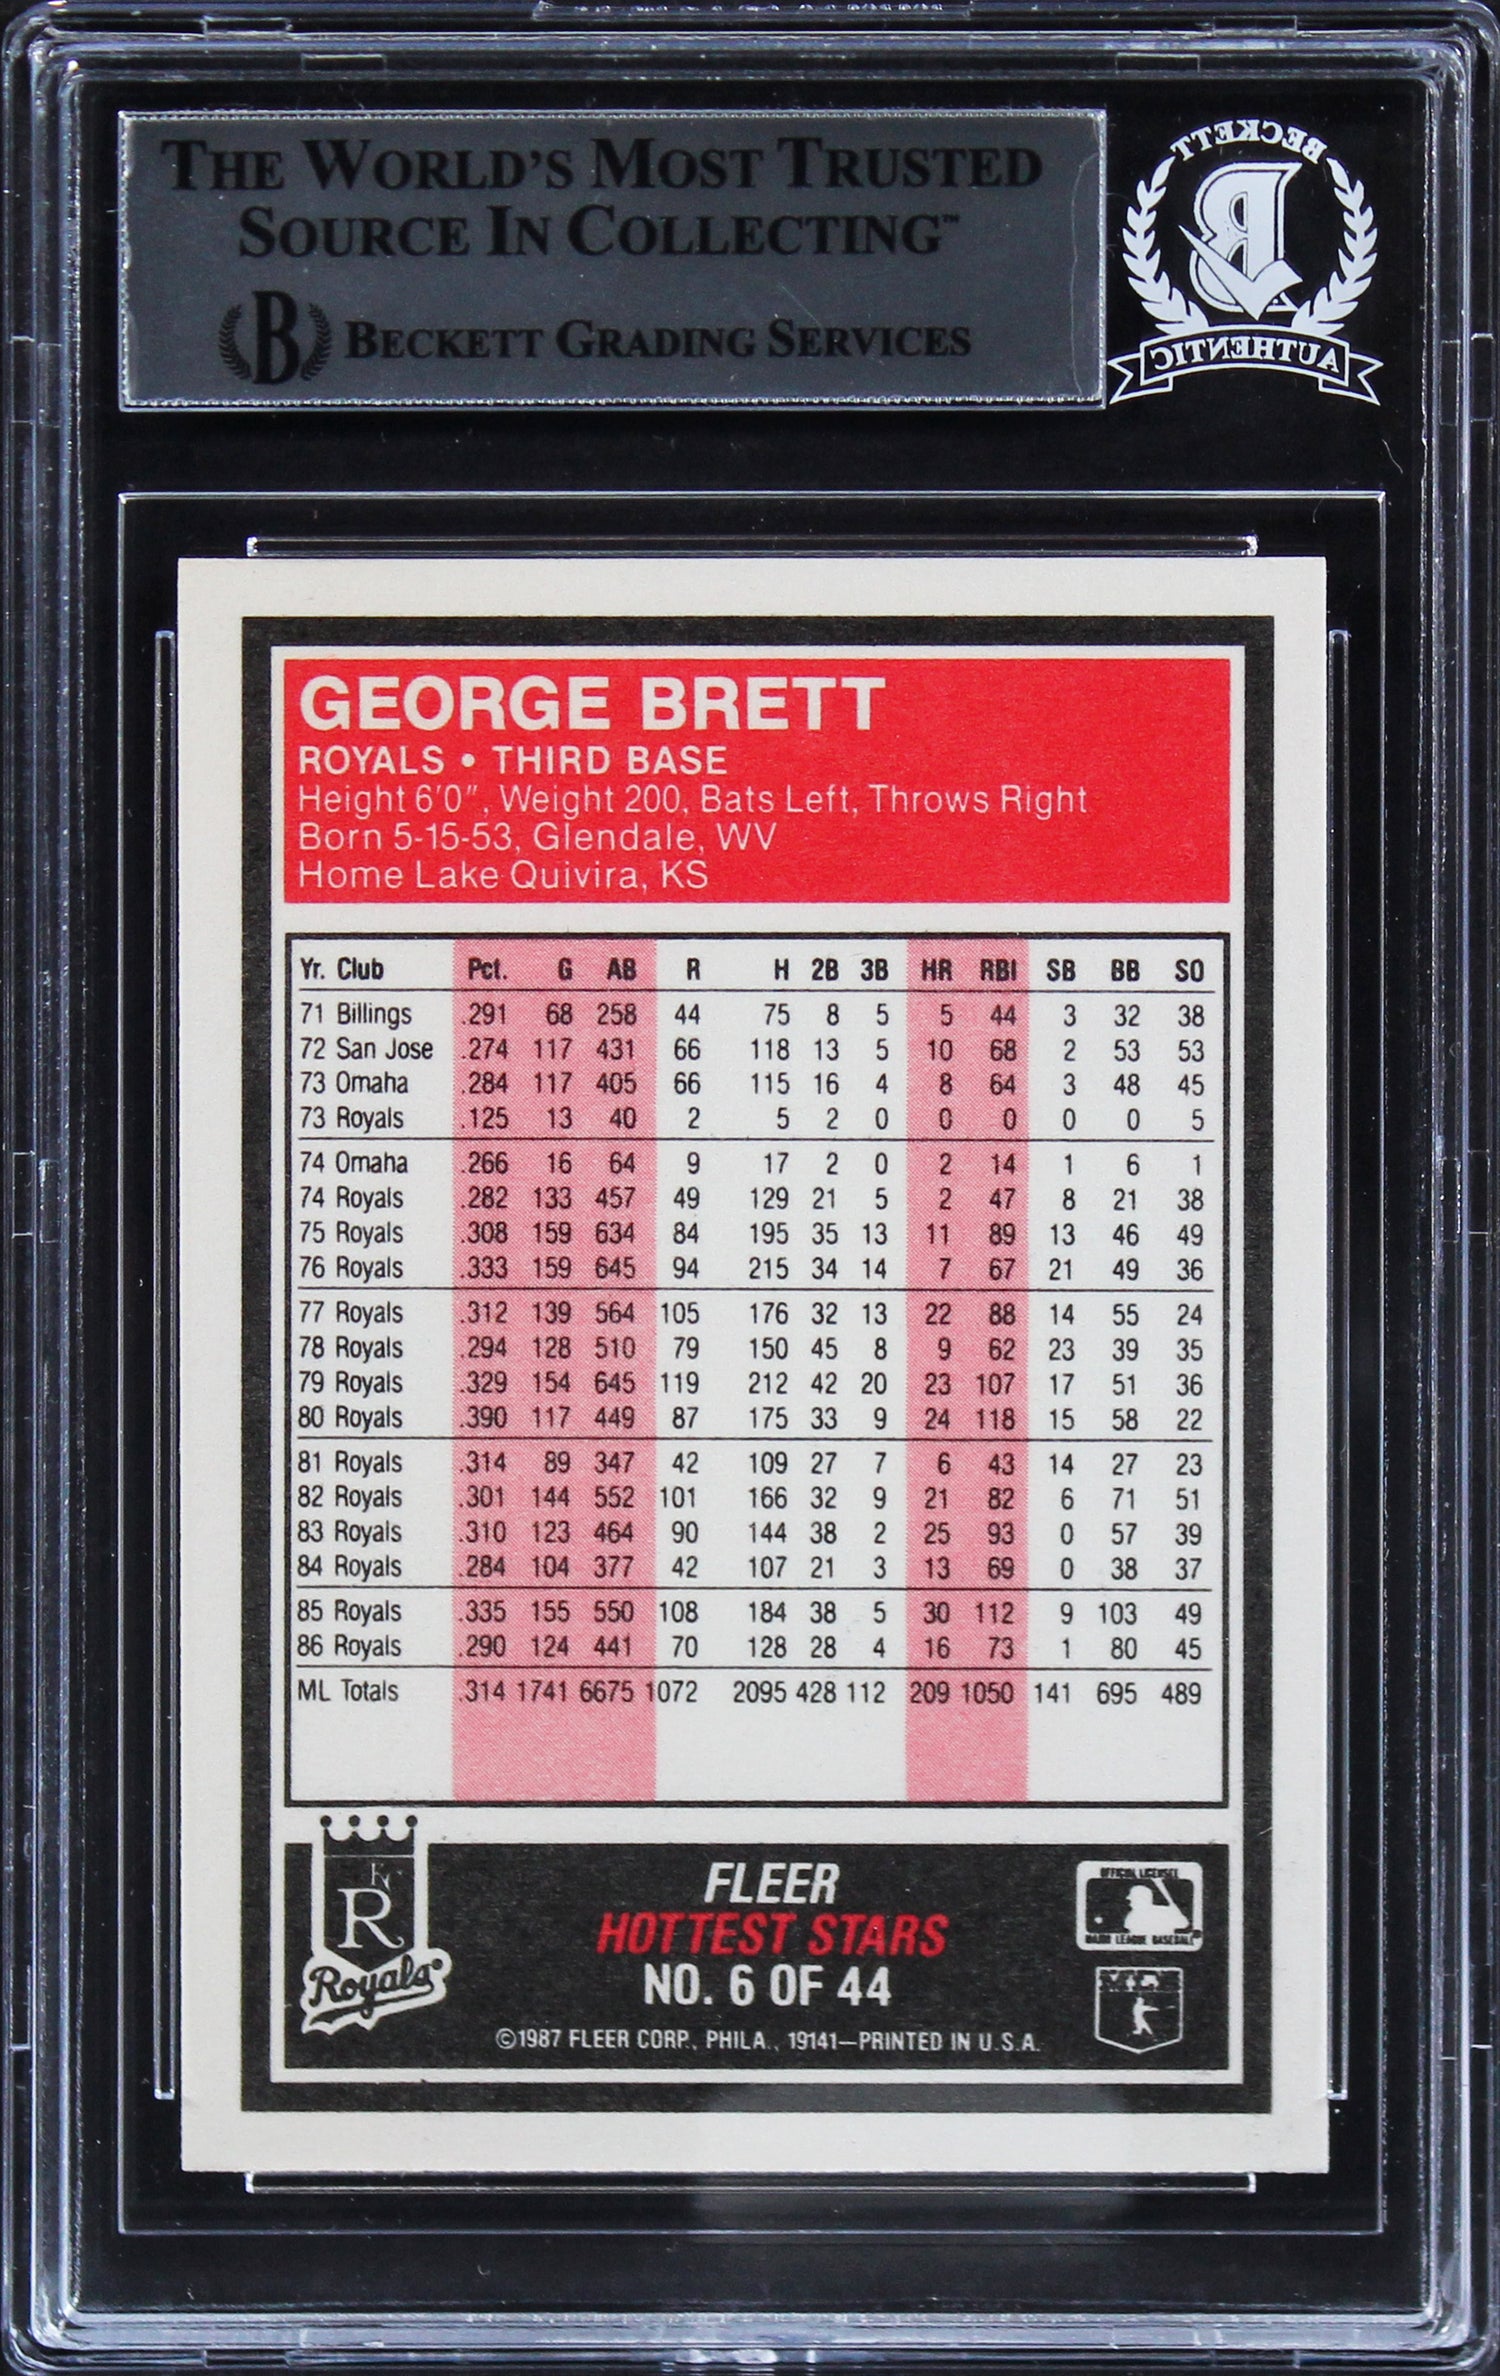 THE WORLD'S MOST TRUSTED
SOURCE IN COLLECTING™
B BECKETT GRADING SERVICES
BECKETT
B
AUTHENTIC
GEORGE BRETT
ROYALS • THIRD BASE
Height 6'0", Weight 200, Bats Left, Throws Right
Born 5-15-53, Glendale, WV
Home Lake Quivira, KS
Yr. Club Pct. G AB R H 2B 3B HR RBI SB BB SO
71 Billings .291 68 258 44 75 8 5 5 44 3 32 38
72 San Jose .274 117 431 66 118 13 5 10 68 2 53 53
73 Omaha .284 117 405 66 115 16 4 8 64 3 48 45
73 Royals .125 13 40 2 5 2 0 0 0 0 0 5
74 Omaha .266 16 64 9 17 2 0 2 14 1 6 1
74 Royals .282 133 457 49 129 21 5 2 47 8 21 38
75 Royals .308 159 634 84 195 35 13 11 89 13 46 49
76 Royals .333 159 645 94 215 34 14 7 67 21 49 36
77 Royals .312 139 564 105 176 32 13 22 88 14 55 24
78 Royals .294 128 510 79 150 45 8 9 62 23 39 35
79 Royals .329 154 645 119 212 42 20 23 107 17 51 36
80 Royals .390 117 449 87 175 33 9 24 118 15 58 22
81 Royals .314 89 347 42 109 27 7 6 43 14 27 23
82 Royals .301 144 552 101 166 32 9 21 82 6 71 51
83 Royals .310 123 464 90 144 38 2 25 93 0 57 39
84 Royals .284 104 377 42 107 21 3 13 69 0 38 37
85 Royals .335 155 550 108 184 38 5 30 112 9 103 49
86 Royals .290 124 441 70 128 28 4 16 73 1 80 45
ML Totals .314 1741 6675 1072 2095 428 112 209 1050 141 695 489
KC
R
Royals
FLEER
HOTTEST STARS
NO. 6 OF 44
©1987 FLEER CORP., PHILA., 19141—PRINTED IN U.S.A.
OFFICIAL LICENSEE
MAJOR LEAGUE BASEBALL